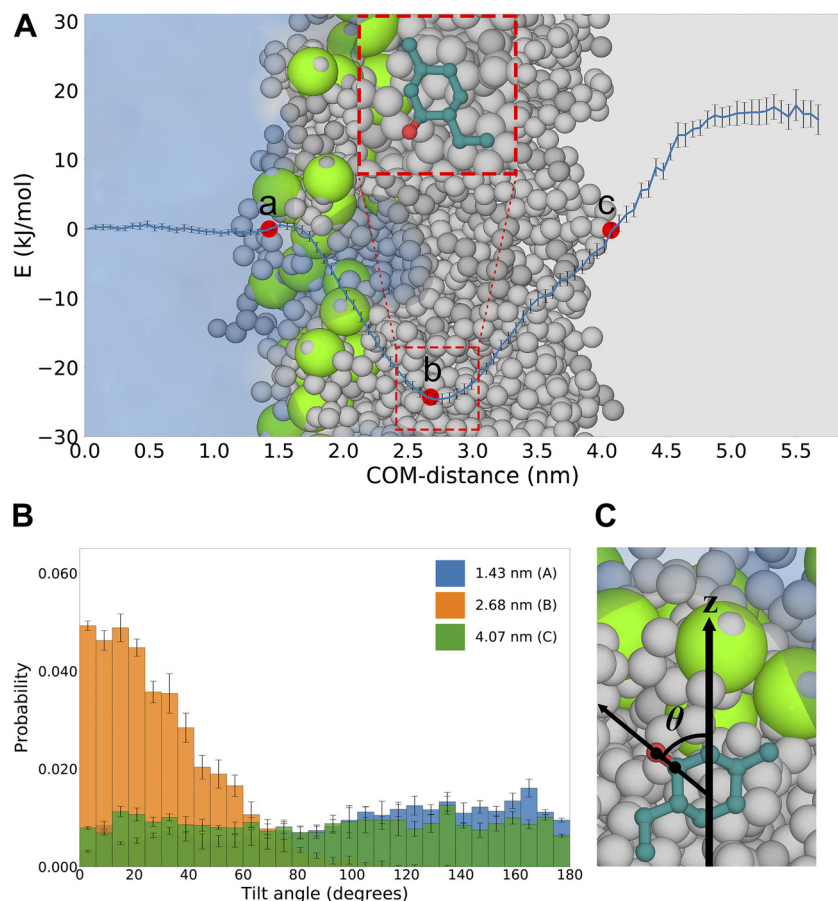 A
30
20
10
0
−10
−20
−30
E (kJ/mol)
a
b
c
0.0 0.5 1.0 1.5 2.0 2.5 3.0 3.5 4.0 4.5 5.0 5.5
COM-distance (nm)
B
C
0.060
0.040
0.020
0.000
Probability
1.43 nm (A)
2.68 nm (B)
4.07 nm (C)
0 20 40 60 80 100 120 140 160 180
Tilt angle (degrees)
z
θ